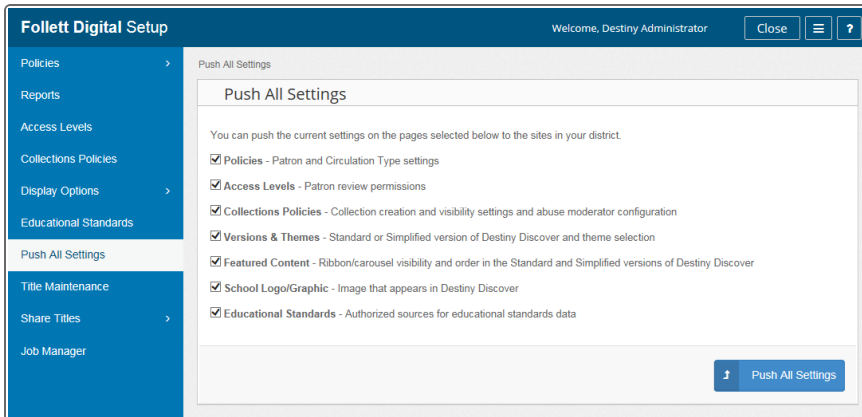 Follett Digital Setup
Welcome, Destiny Administrator
Close
?
Policies
Reports
Access Levels
Collections Policies
Display Options
Educational Standards
Push All Settings
Title Maintenance
Share Titles
Job Manager
Push All Settings
Push All Settings
You can push the current settings on the pages selected below to the sites in your district.
Policies - Patron and Circulation Type settings
Access Levels - Patron review permissions
Collections Policies - Collection creation and visibility settings and abuse moderator configuration
Versions & Themes - Standard or Simplified version of Destiny Discover and theme selection
Featured Content - Ribbon/carousel visibility and order in the Standard and Simplified versions of Destiny Discover
School Logo/Graphic - Image that appears in Destiny Discover
Educational Standards - Authorized sources for educational standards data
Push All Settings